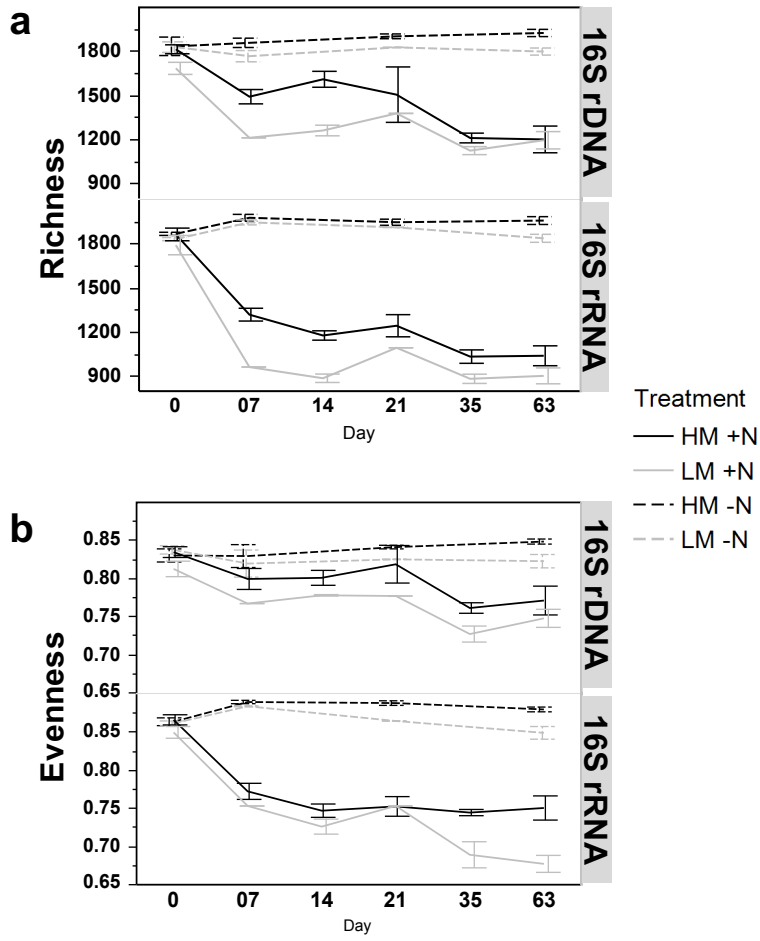 a
Richness
1800
1500
1200
900
16S rDNA
1800
1500
1200
900
16S rRNA
0 07 14 21 35 63
Day
Treatment
HM +N
LM +N
HM -N
LM -N
b
Evenness
0.85
0.80
0.75
0.70
0.65
16S rDNA
0.85
0.80
0.75
0.70
0.65
16S rRNA
0 07 14 21 35 63
Day